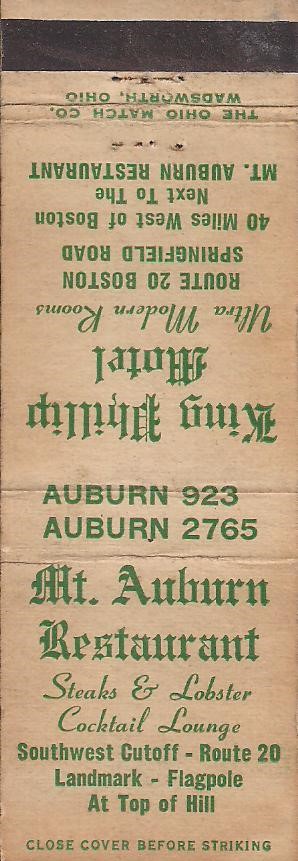 THE OHIO MATCH CO.
WADSWORTH, OHIO
King Philip
Motel
Ultra Modern Rooms
ROUTE 20 BOSTON
SPRINGFIELD ROAD
40 Miles West of Boston
Next To The
MT. AUBURN RESTAURANT
AUBURN 923
AUBURN 2765
Mt. Auburn
Restaurant
Steaks & Lobster
Cocktail Lounge
Southwest Cutoff - Route 20
Landmark - Flagpole
At Top of Hill
CLOSE COVER BEFORE STRIKING